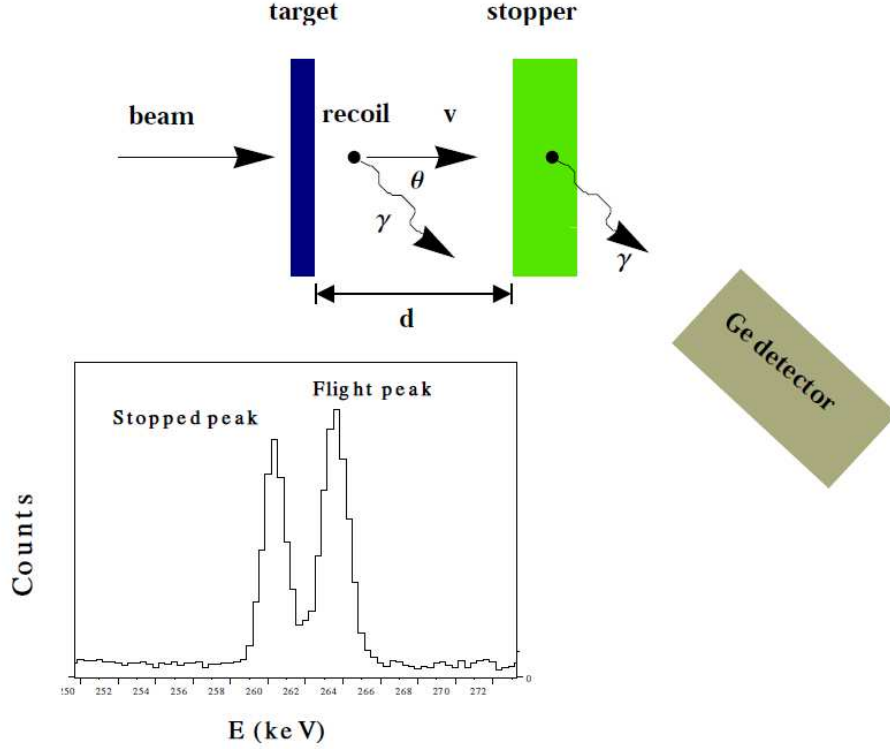 target stopper
beam recoil v
θ
γ
γ
d
Ge detector
Flight peak
Stopped peak
Counts
0
250 252 254 256 258 260 262 264 266 268 270 272
E (keV)